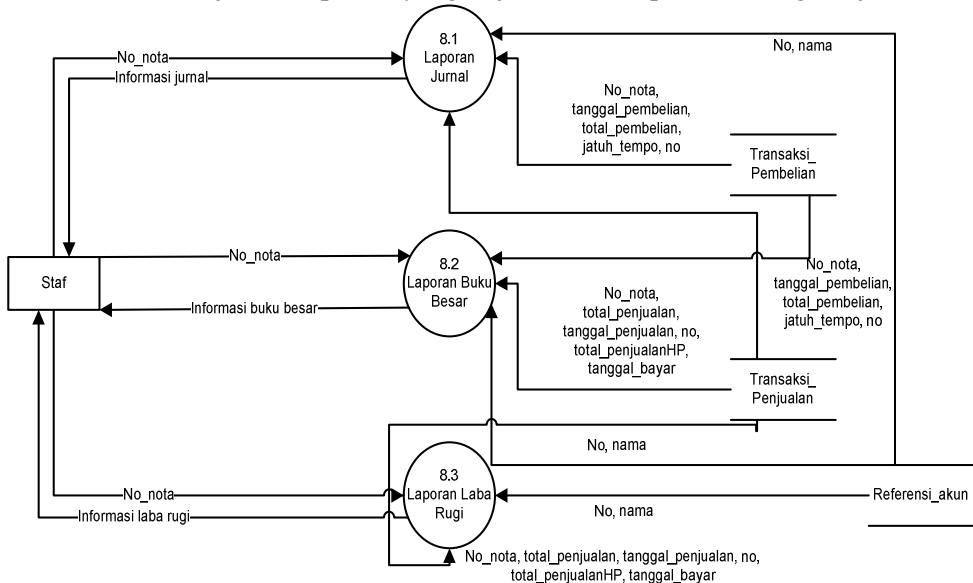 8.1
Laporan
Jurnal
No_nota
Informasi jurnal
No, nama
No_nota,
tanggal_pembelian,
total_pembelian,
jatuh_tempo, no
Transaksi_
Pembelian
Staf
No_nota
Informasi buku besar
8.2
Laporan Buku
Besar
No_nota,
tanggal_pembelian,
total_pembelian,
jatuh_tempo, no
No_nota,
total_penjualan,
tanggal_penjualan, no,
total_penjualanHP,
tanggal_bayar
Transaksi_
Penjualan
No, nama
8.3
Laporan Laba
Rugi
No_nota
Informasi laba rugi
No, nama
Referensi_akun
No_nota, total_penjualan, tanggal_penjualan, no,
total_penjualanHP, tanggal_bayar